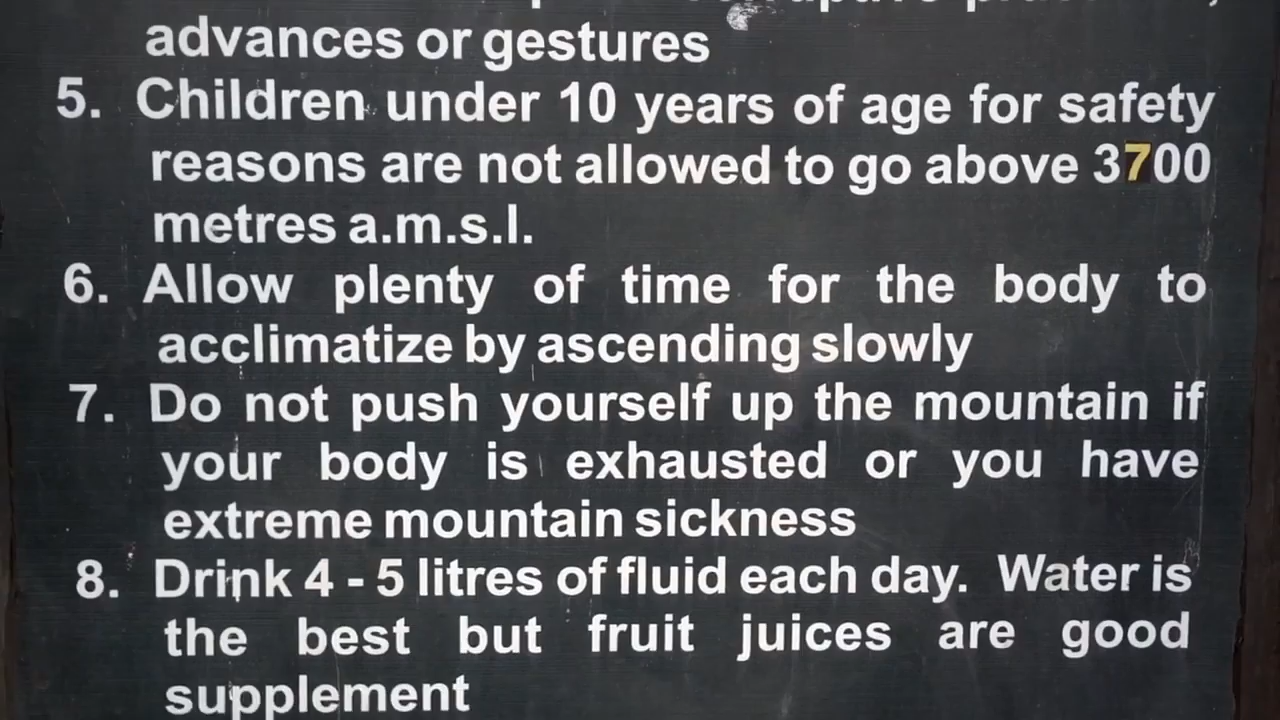 advances or gestures
5. Children under 10 years of age for safety
reasons are not allowed to go above 3700
metres a.m.s.l.
6. Allow plenty of time for the body to
acclimatize by ascending slowly
7. Do not push yourself up the mountain if
your body is exhausted or you have
extreme mountain sickness
8. Drink 4 - 5 litres of fluid each day. Water is
the best but fruit juices are good
supplement